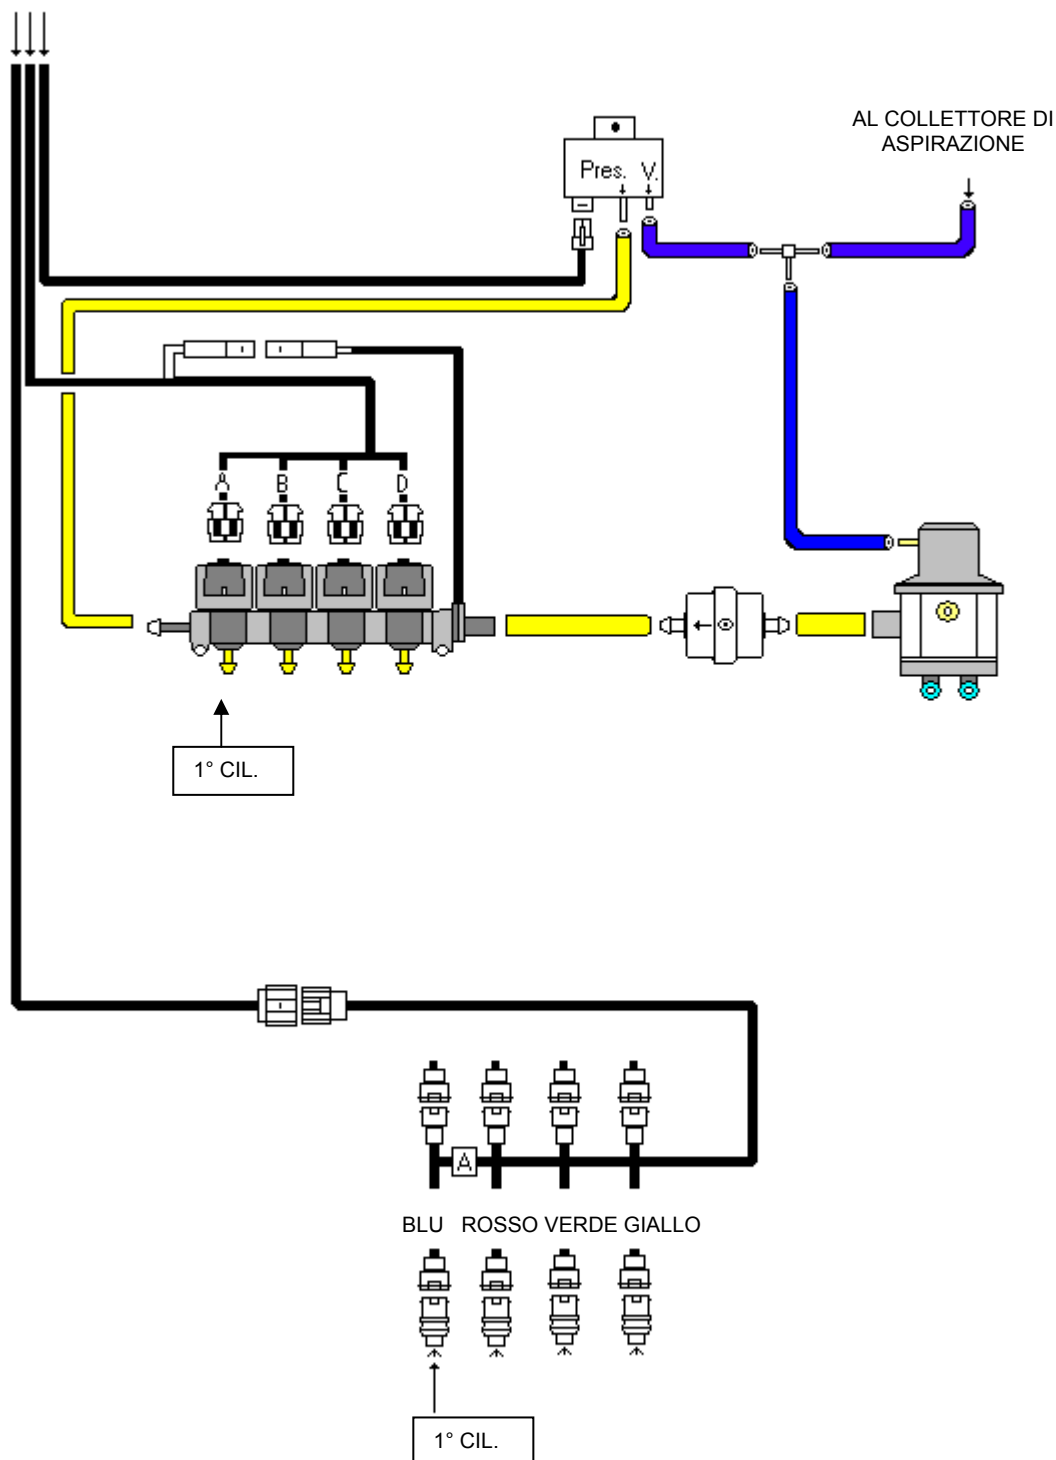 AL COLLETTORE DI
ASPIRAZIONE
Pres. V.
A B C D
1° CIL.
A
BLU ROSSO VERDE GIALLO
1° CIL.